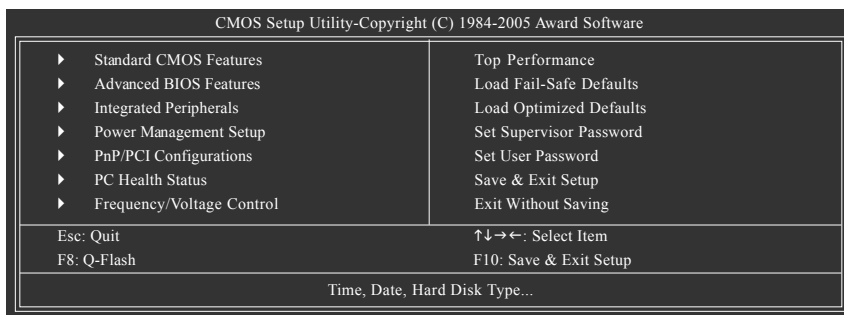 CMOS Setup Utility-Copyright (C) 1984-2005 Award Software
Standard CMOS Features
Advanced BIOS Features
Integrated Peripherals
Power Management Setup
PnP/PCI Configurations
PC Health Status
Frequency/Voltage Control
Top Performance
Load Fail-Safe Defaults
Load Optimized Defaults
Set Supervisor Password
Set User Password
Save & Exit Setup
Exit Without Saving
Esc: Quit
↑↓→←: Select Item
F8: Q-Flash
F10: Save & Exit Setup
Time, Date, Hard Disk Type...